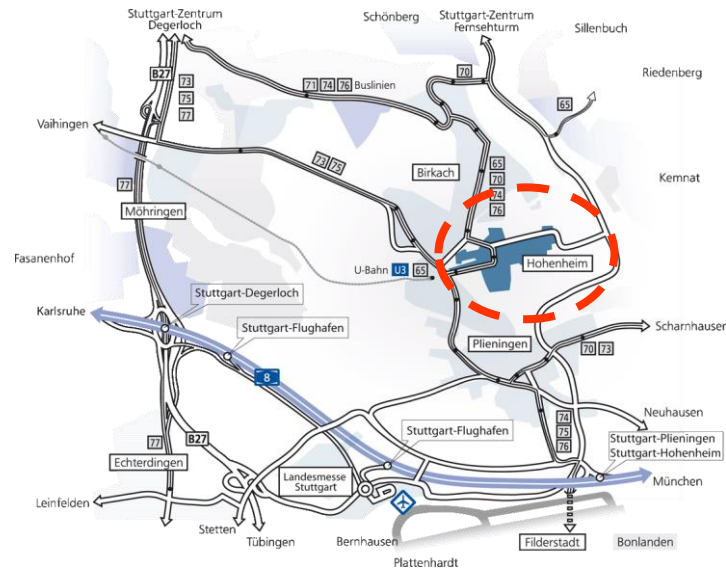 Stuttgart-Zentrum
Degerloch
Schönberg
Stuttgart-Zentrum
Fernsehturm
Sillenbuch
B27
73
75
77
71 74 76 Buslinien
70
Riedenberg
65
Vaihingen
73 75
Birkach
65
70
74
76
Kemnat
77
Möhringen
Fasanenhof
U-Bahn U3 65
Hohenheim
Stuttgart-Degerloch
Karlsruhe
Stuttgart-Flughafen
Scharnhausen
Plieningen
70 73
8
Neuhausen
74
75
76
77
B27
Stuttgart-Flughafen
Stuttgart-Plieningen
Stuttgart-Hohenheim
Echterdingen
Landesmesse
Stuttgart
München
Leinfelden
Stetten
Tübingen
Bernhausen
Filderstadt
Bonlanden
Plattenhardt